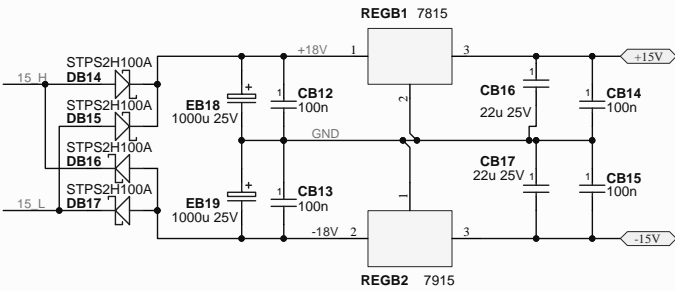 REGB1 7815
STPS2H100A
15_H
DB14
+18V
1
3
+15V
STPS2H100A
DB15
+
EB18
1000u 25V
1
CB12
100n
2
1
CB16
22u 25V
1
CB14
100n
STPS2H100A
DB16
GND
STPS2H100A
15_L
DB17
+
EB19
1000u 25V
1
CB13
100n
1
1
CB17
22u 25V
1
CB15
100n
-18V
2
3
-15V
REGB2 7915